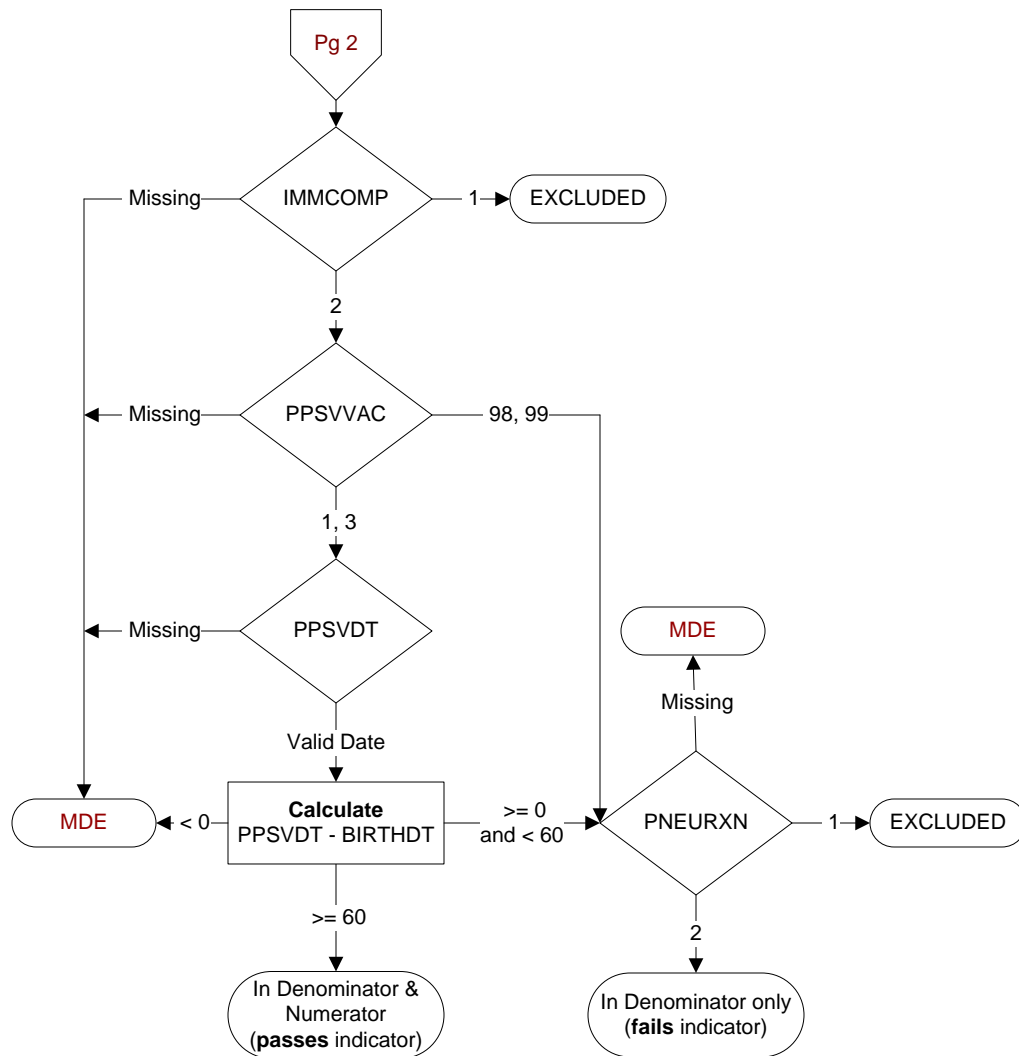 Pg 2
IMMCOMP
Missing
1
EXCLUDED
2
PPSVVAC
Missing
98, 99
1, 3
PPSVDT
Missing
MDE
Missing
Valid Date
MDE
< 0
Calculate
PPSVDT - BIRTHDT
>= 0
and < 60
PNEURXN
1
EXCLUDED
>= 60
2
In Denominator &
Numerator
(passes indicator)
In Denominator only
(fails indicator)